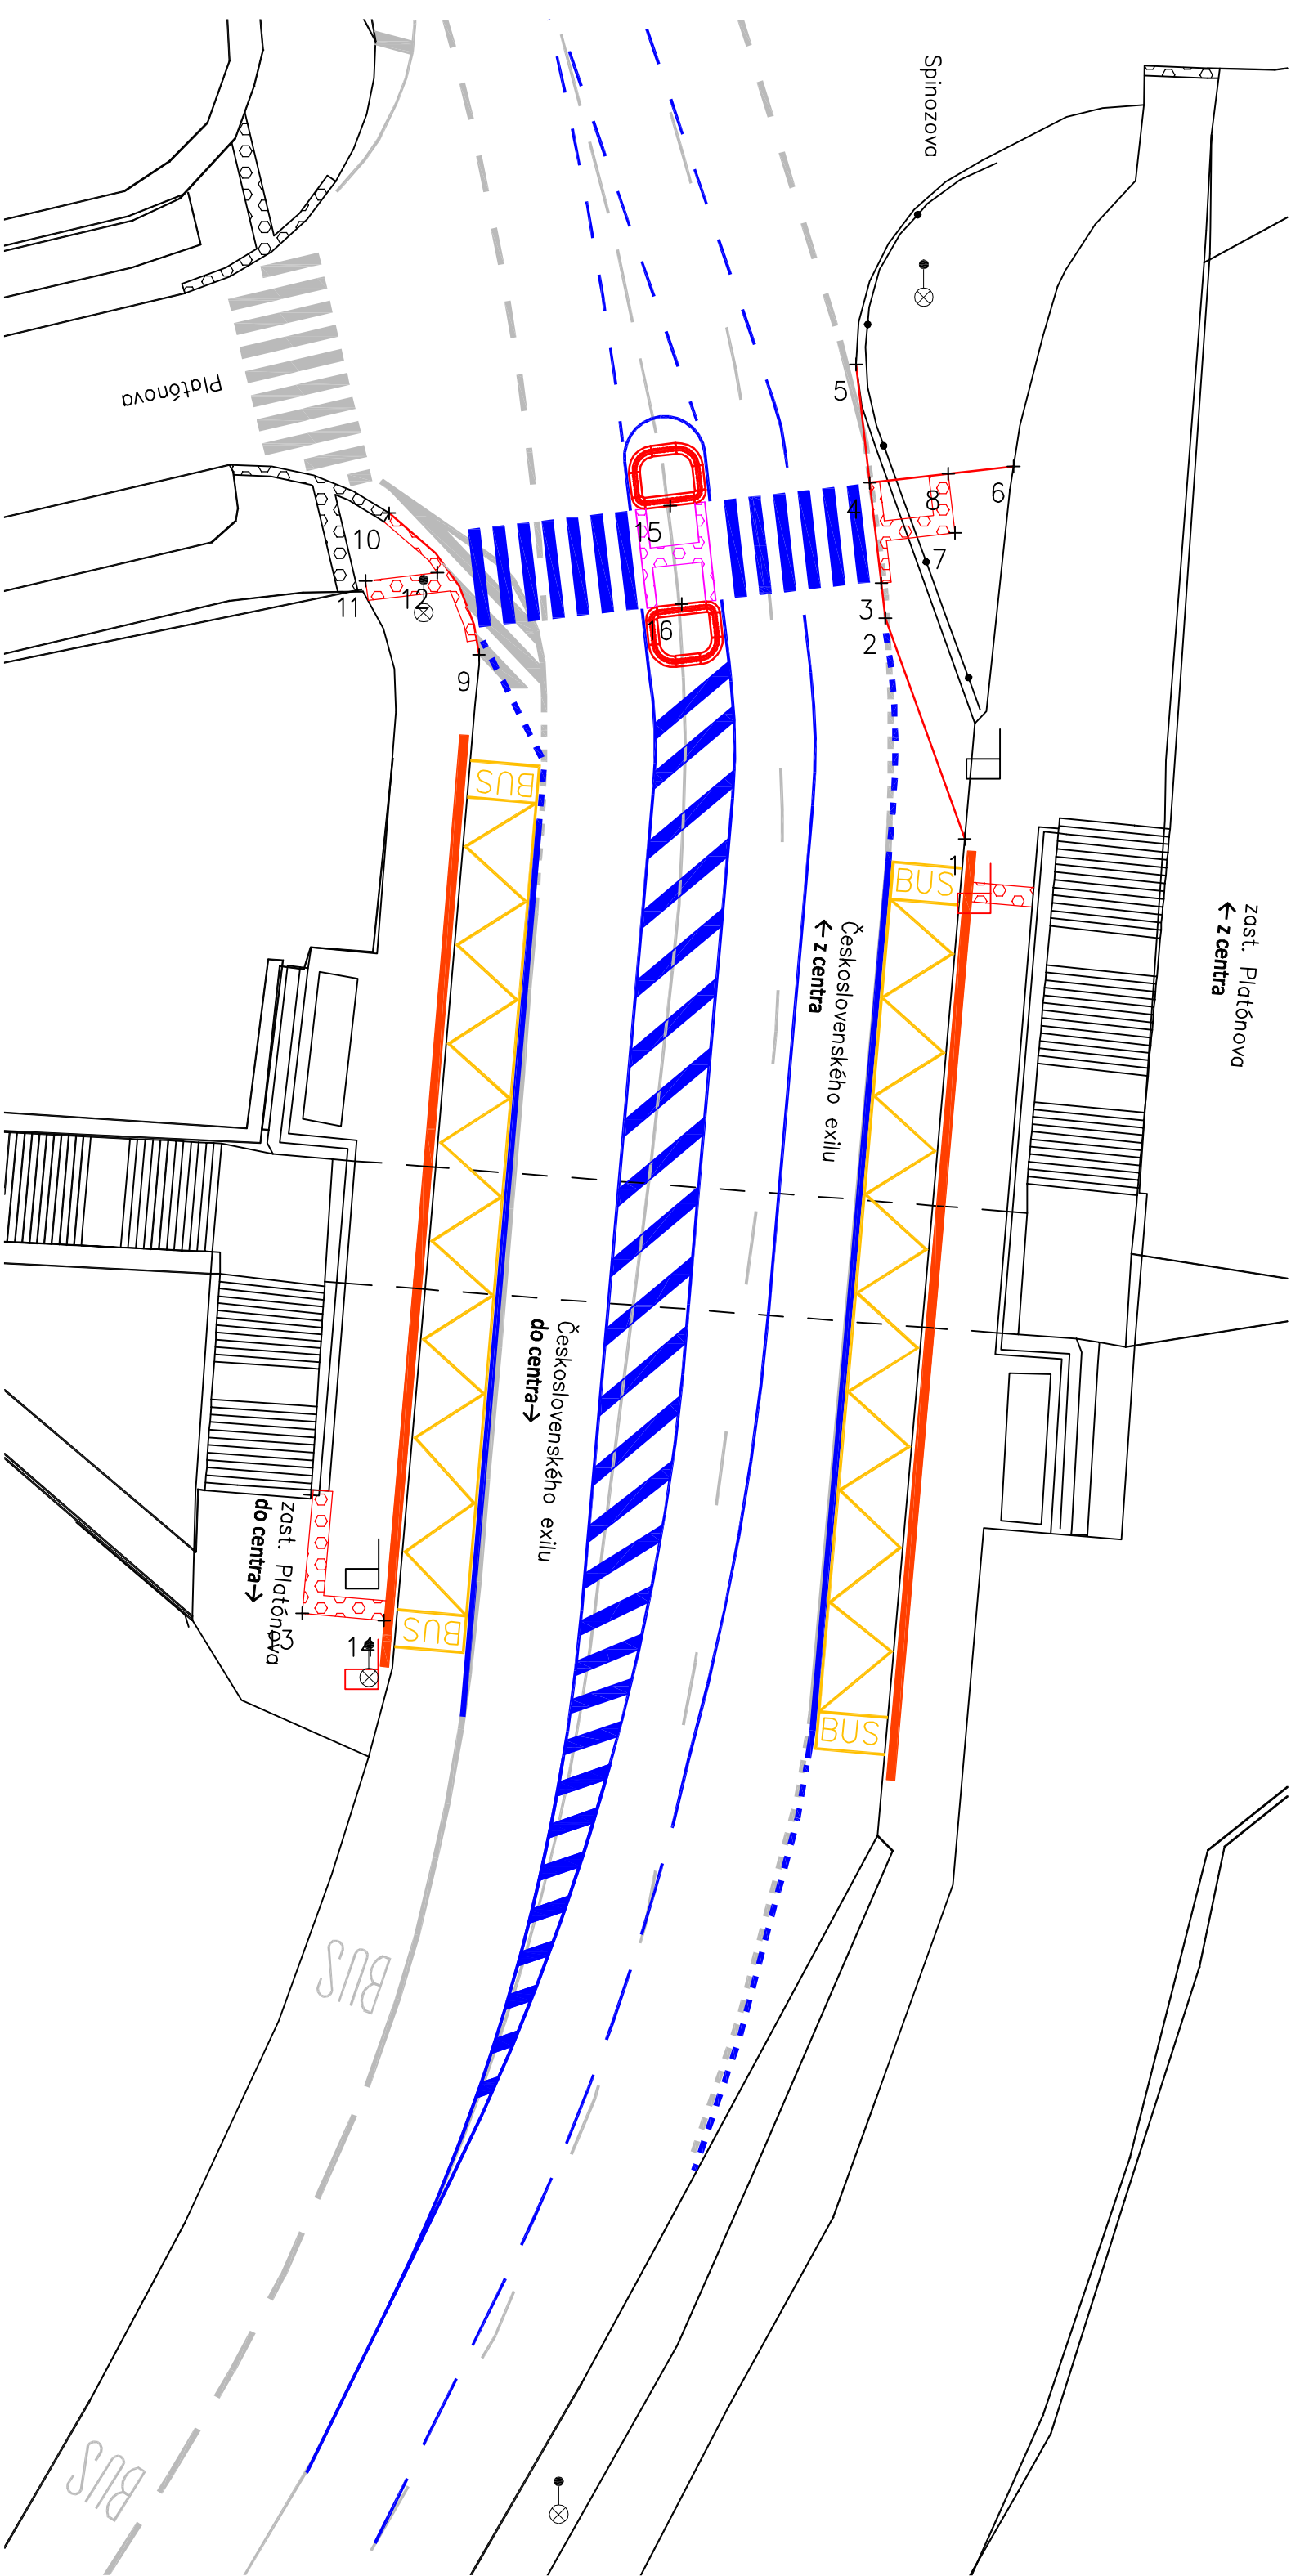 Spinozova
Platónova
5
4
8
6
15
10
7
11
12
3
16
2
9
BUS
1
BUS
zast. Platónova
← z centra
Československého exilu
← z centra
Československého exilu
do centra→
zast. Platónova
do centra→
13
14
BUS
BUS
BUS
BUS